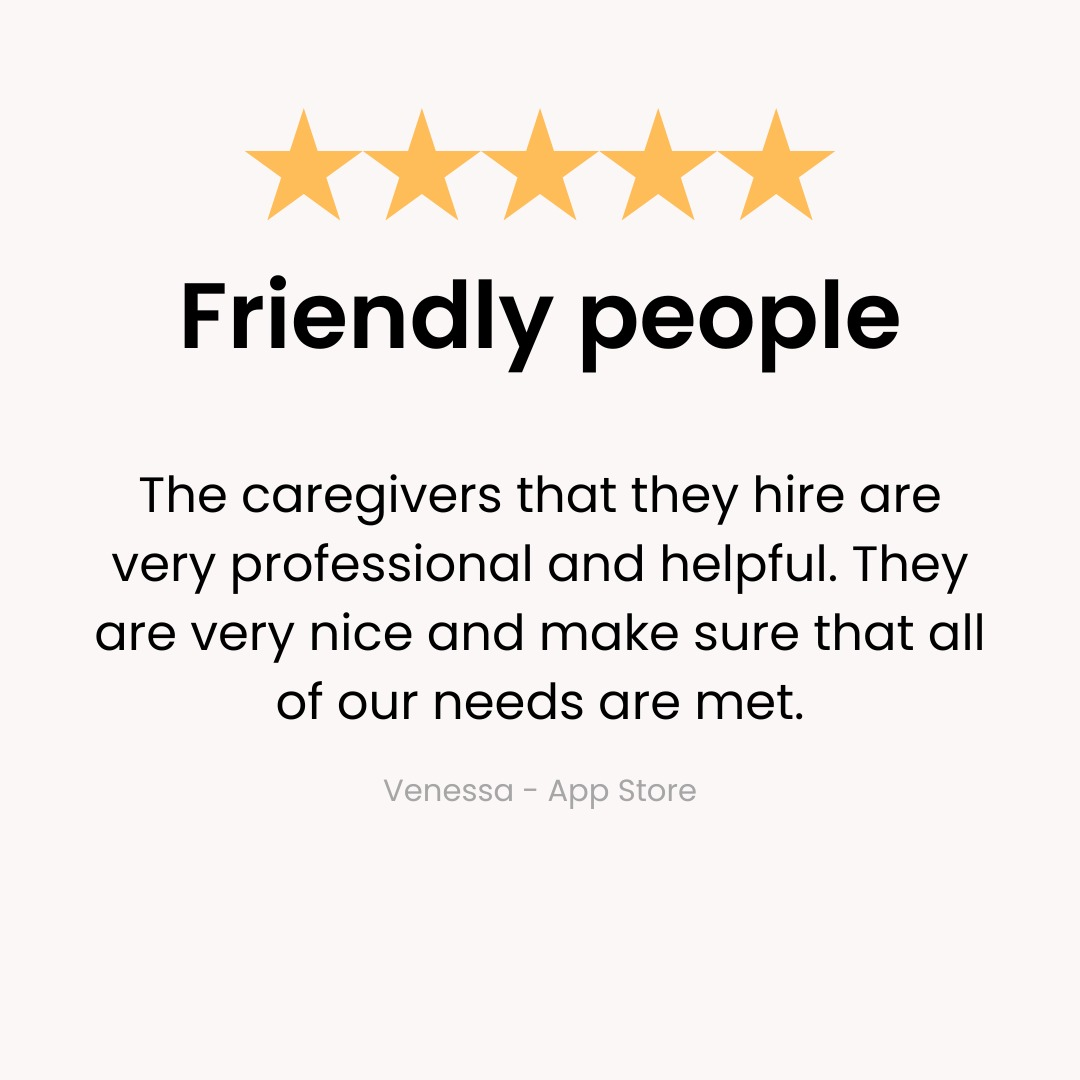 Friendly people
The caregivers that they hire are
very professional and helpful. They
are very nice and make sure that all
of our needs are met.
Venessa - App Store